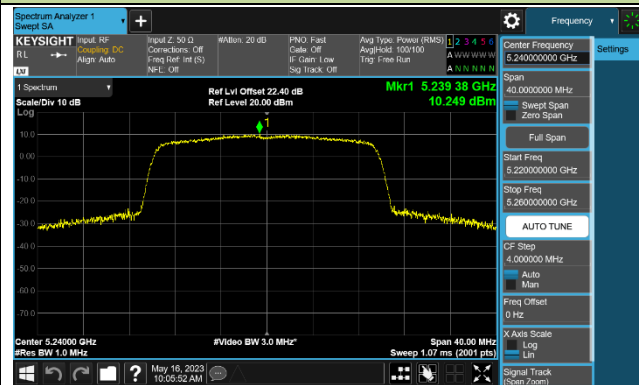 Spectrum Analyzer 1
Swept SA
Frequency
KEYSIGHT
RL
LXI
Input: RF
Coupling: DC
Align: Auto
Input Z: 50 Ω
Corrections: Off
Freq Ref: Int (S)
NFE: Off
#Atten: 20 dB
PNO: Fast
Gate: Off
IF Gain: Low
Sig Track: Off
Avg Type: Power (RMS)
Avg|Hold: 100/100
Trig: Free Run
1 2 3 4 5 6
A W W W W W
A N N N N N
1 Spectrum
Scale/Div 10 dB
Log
Ref Lvl Offset 22.40 dB
Ref Level 20.00 dBm
Mkr1 5.239 38 GHz
10.249 dBm
1
10.0
0.00
-10.0
-20.0
-30.0
-40.0
-50.0
-60.0
-70.0
Center 5.24000 GHz
#Res BW 1.0 MHz
#Video BW 3.0 MHz*
Span 40.00 MHz
Sweep 1.07 ms (2001 pts)
Center Frequency
5.240000000 GHz
Settings
Span
40.0000000 MHz
Swept Span
Zero Span
Full Span
Start Freq
5.220000000 GHz
Stop Freq
5.260000000 GHz
AUTO TUNE
CF Step
4.000000 MHz
Auto
Man
Freq Offset
0 Hz
X Axis Scale
Log
Lin
Signal Track
(Span Zoom)
May 16, 2023
10:05:52 AM